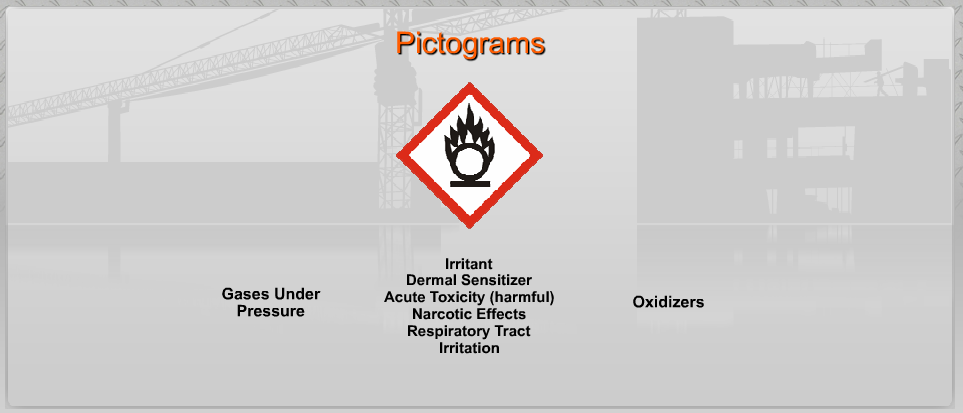 Pictograms
Gases Under
Pressure
Irritant
Dermal Sensitizer
Acute Toxicity (harmful)
Narcotic Effects
Respiratory Tract
Irritation
Oxidizers